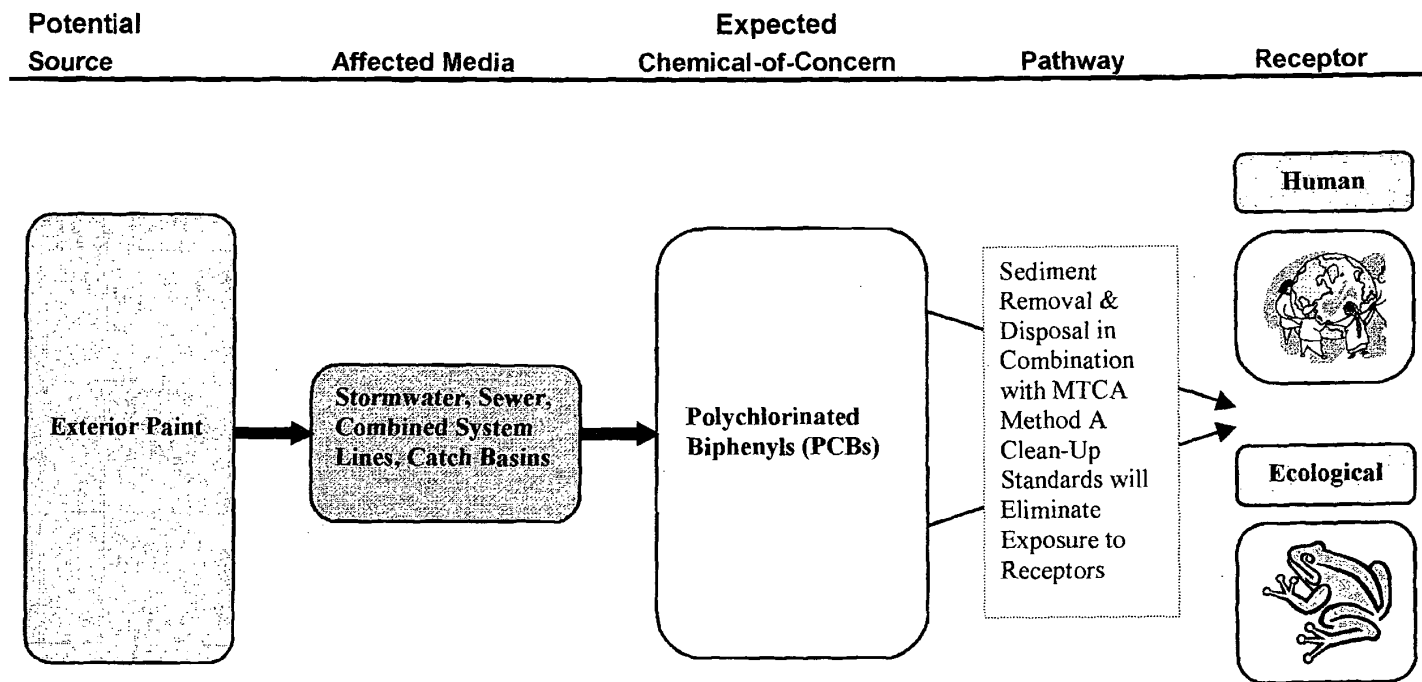 Potential
Source
Affected Media
Expected
Chemical-of-Concern
Pathway
Receptor
Exterior Paint
Stormwater, Sewer,
Combined System
Lines, Catch Basins
Polychlorinated
Biphenyls (PCBs)
Sediment
Removal &
Disposal in
Combination
with MTCA
Method A
Clean-Up
Standards will
Eliminate
Exposure to
Receptors
Human
Ecological